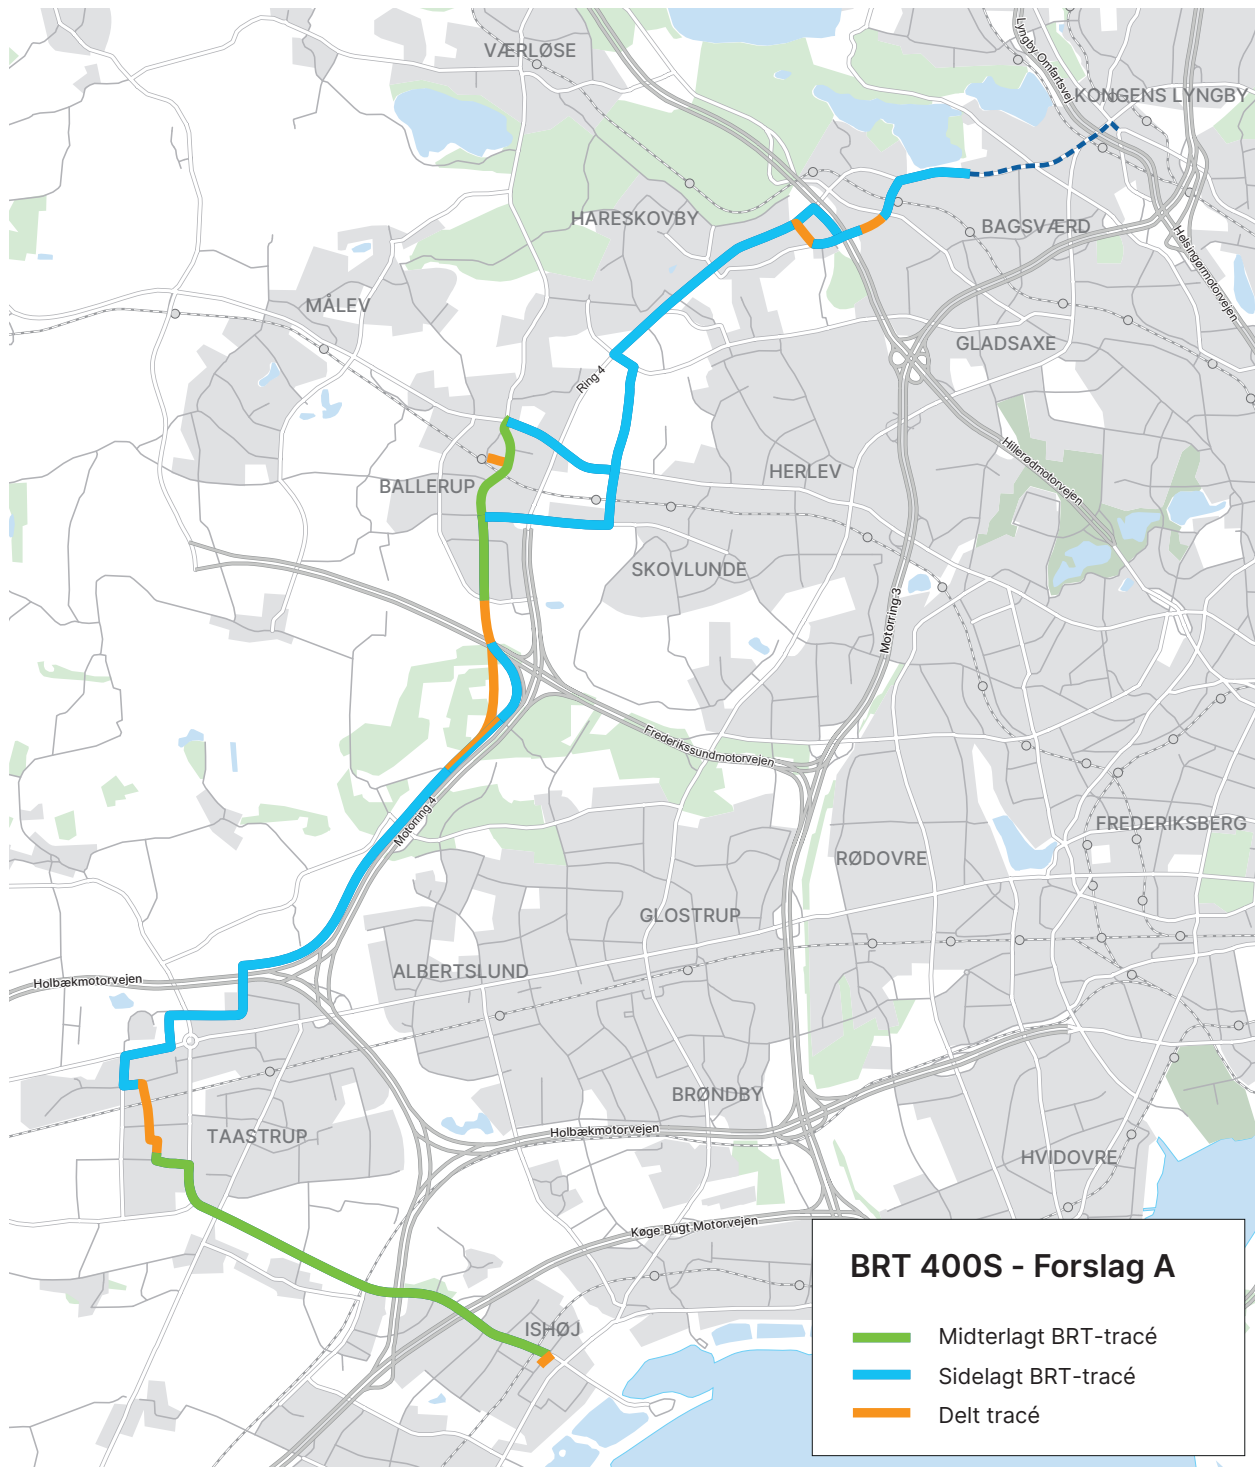 VÆRLØSE
Lyngby Omfartsvej
KONGENS LYNGBY
HARESKOVBY
BAGSVÆRD
Helsingørmotorvejen
MÅLEV
GLADSAXE
Ring 4
Hillerødmotorvejen
HERLEV
BALLERUP
SKOVLUNDE
Motorring 3
Frederikssundmotorvejen
Motorring 4
FREDERIKSBERG
RØDOVRE
GLOSTRUP
ALBERTSLUND
Holbækmotorvejen
BRØNDBY
Holbækmotorvejen
TAASTRUP
HVIDOVRE
Køge Bugt Motorvejen
ISHØJ
BRT 400S - Forslag A
Midterlagt BRT-tracé
Sidelagt BRT-tracé
Delt tracé